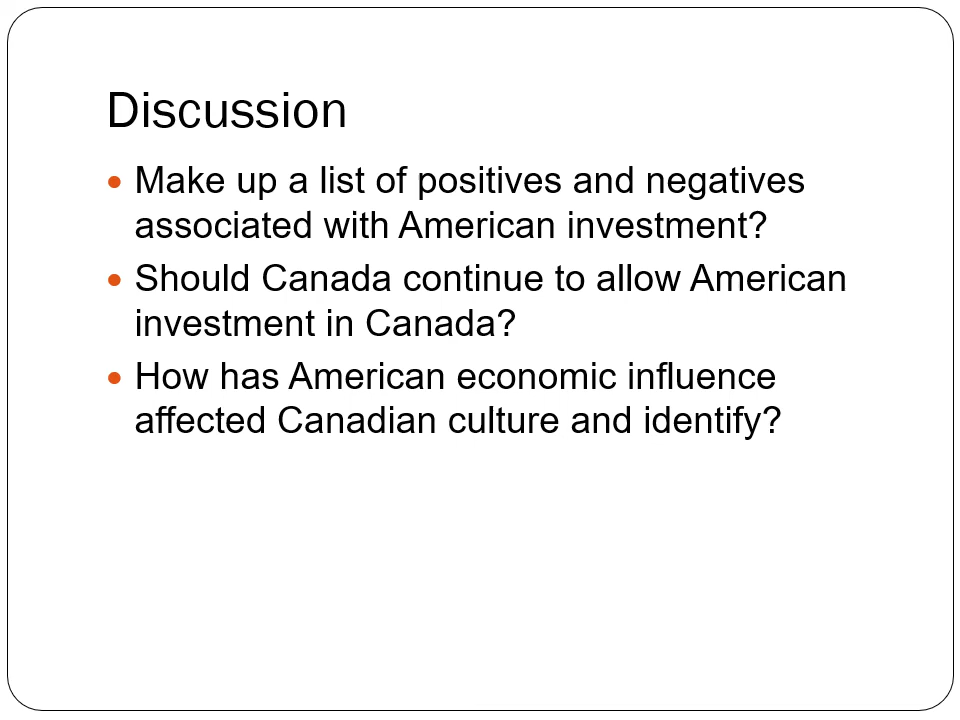 Discussion
Make up a list of positives and negatives
associated with American investment?
Should Canada continue to allow American
investment in Canada?
How has American economic influence
affected Canadian culture and identify?